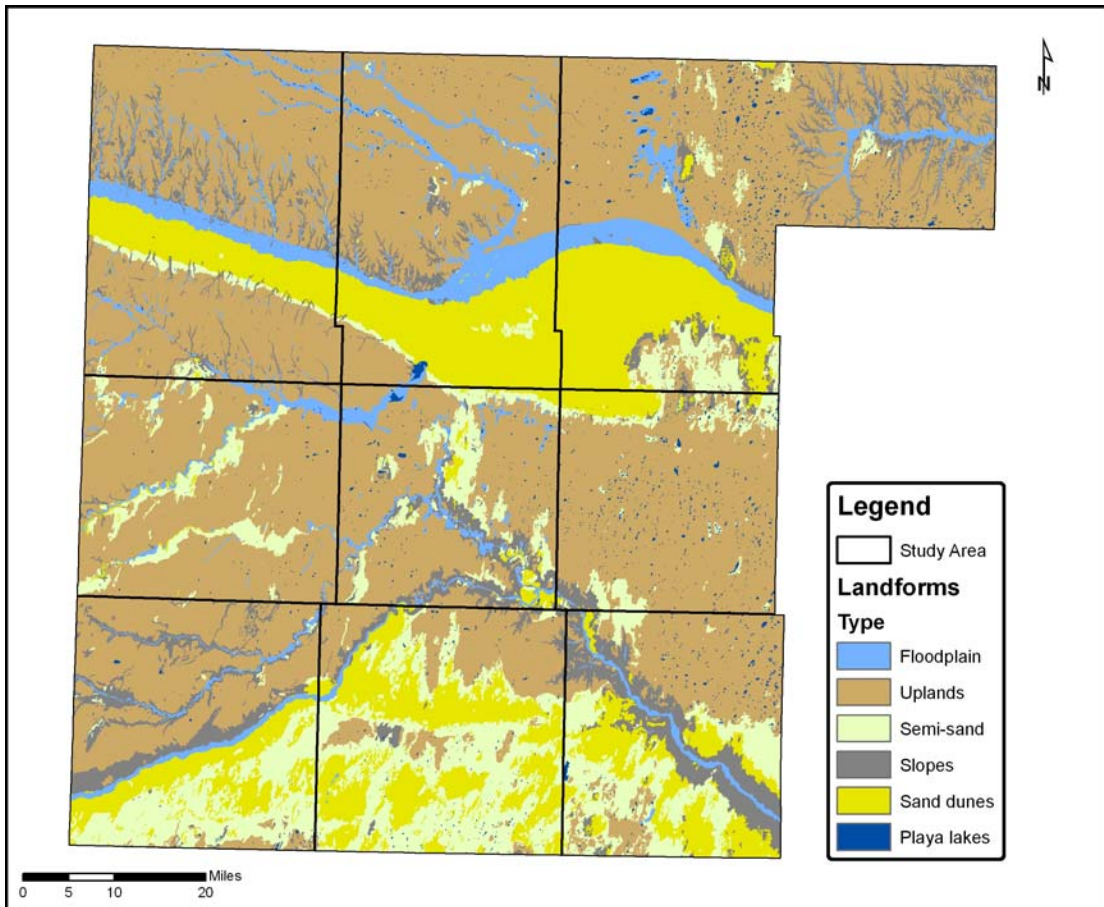 N
Legend
Study Area
Landforms
Type
Floodplain
Uplands
Semi-sand
Slopes
Sand dunes
Playa lakes
Miles
0 5 10 20